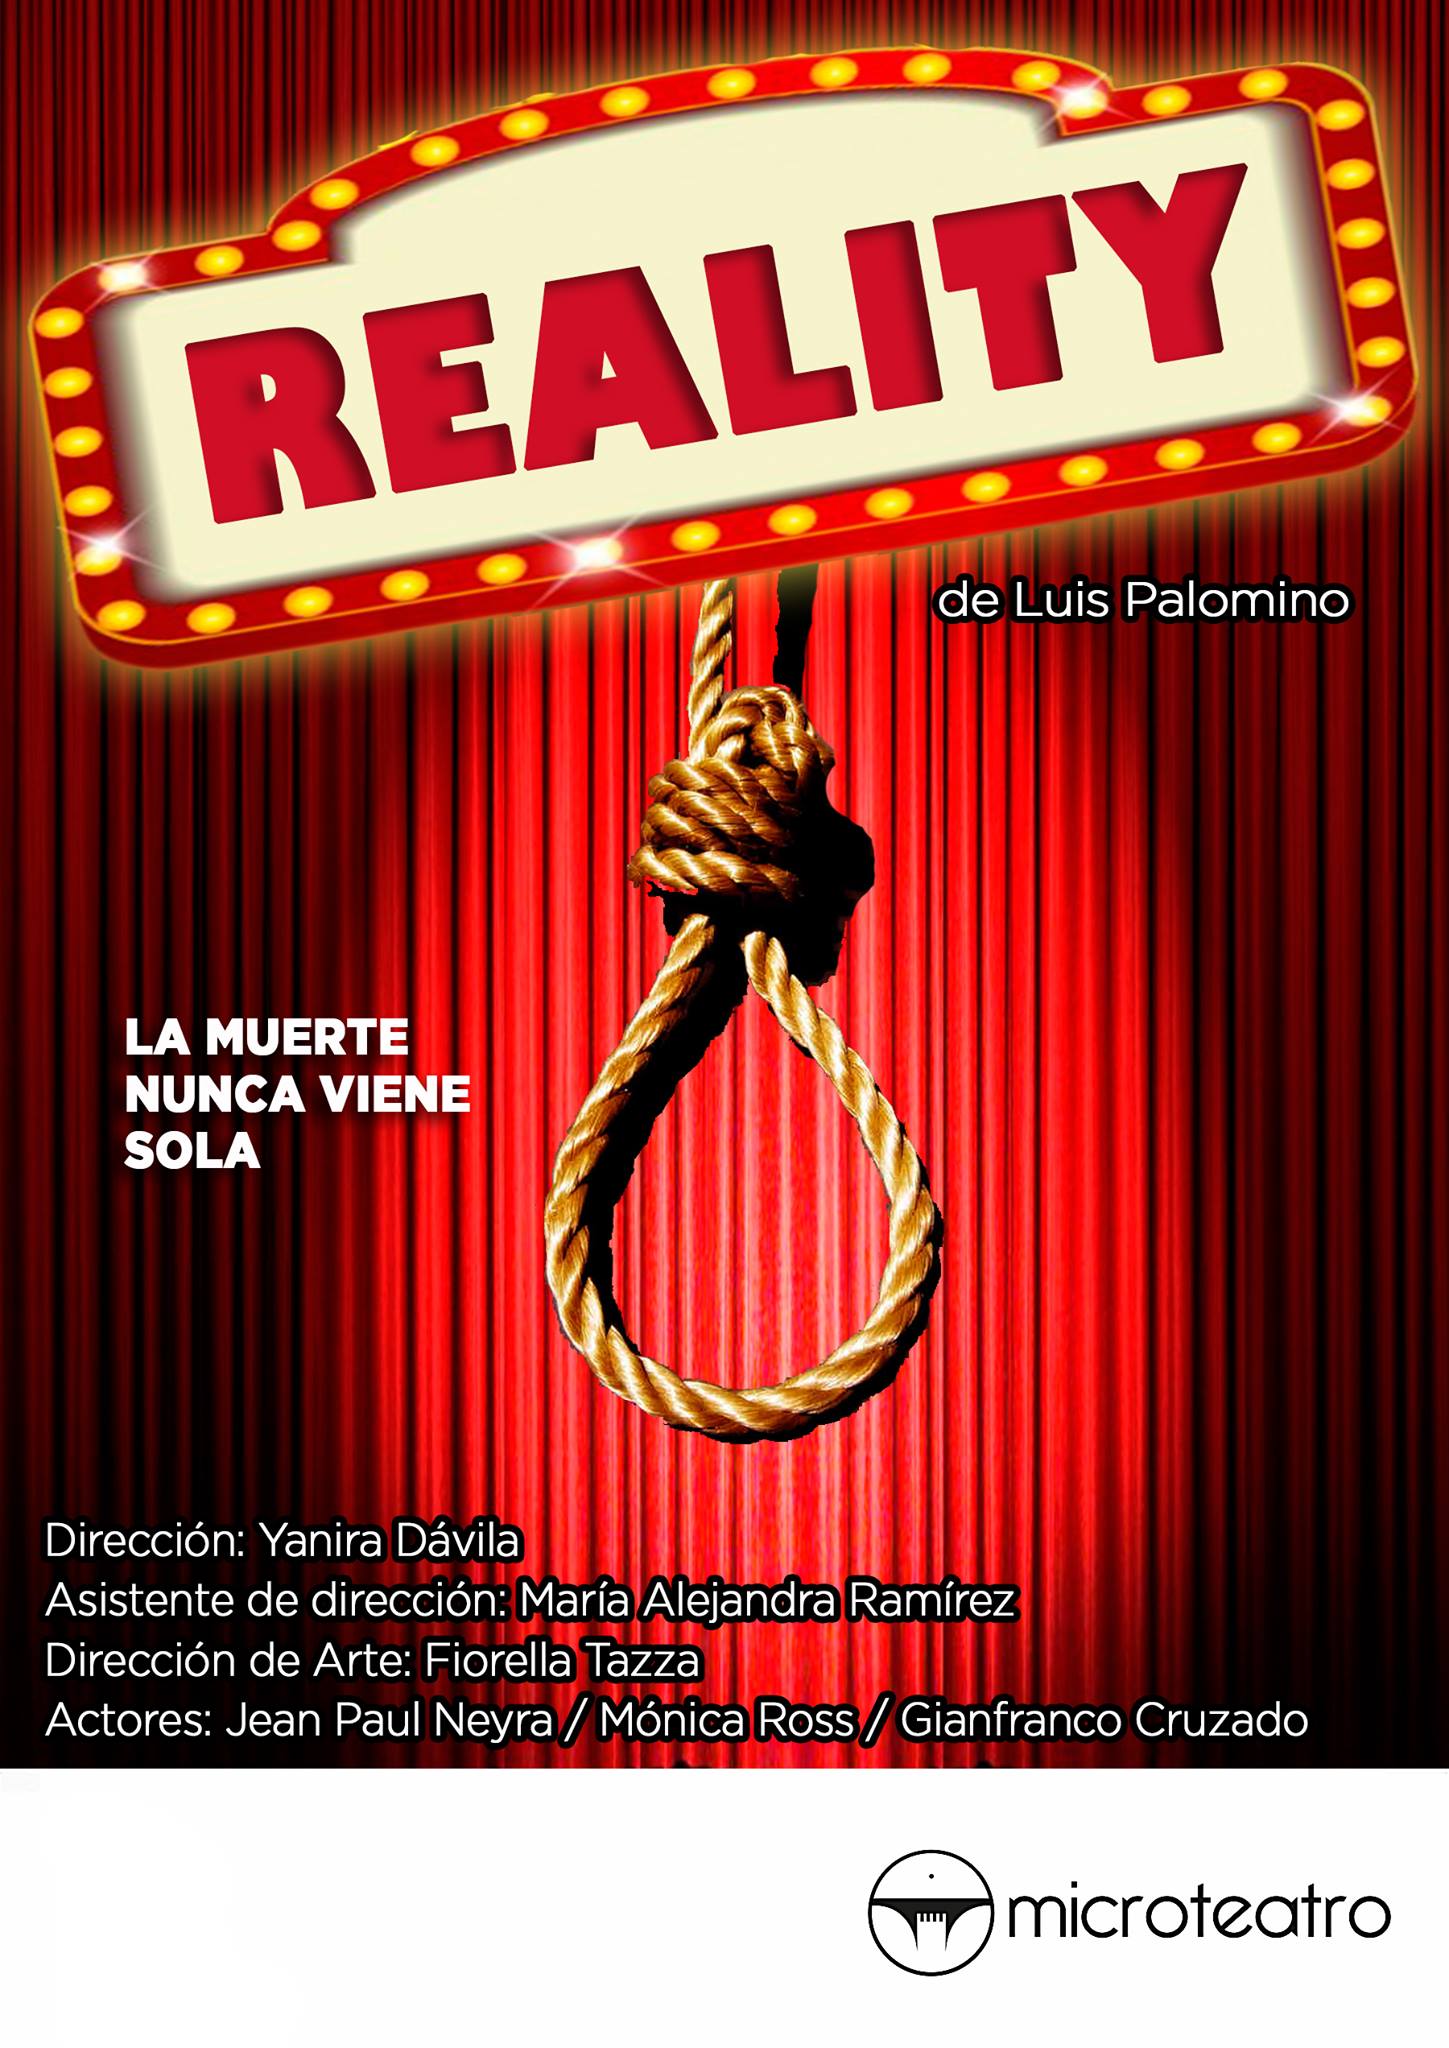 REALITY
de Luis Palomino
LA MUERTE
NUNCA VIENE
SOLA
Dirección: Yanira Dávila
Asistente de dirección: María Alejandra Ramírez
Dirección de Arte: Fiorella Tazza
Actores: Jean Paul Neyra / Mónica Ross / Gianfranco Cruzado
microteatro